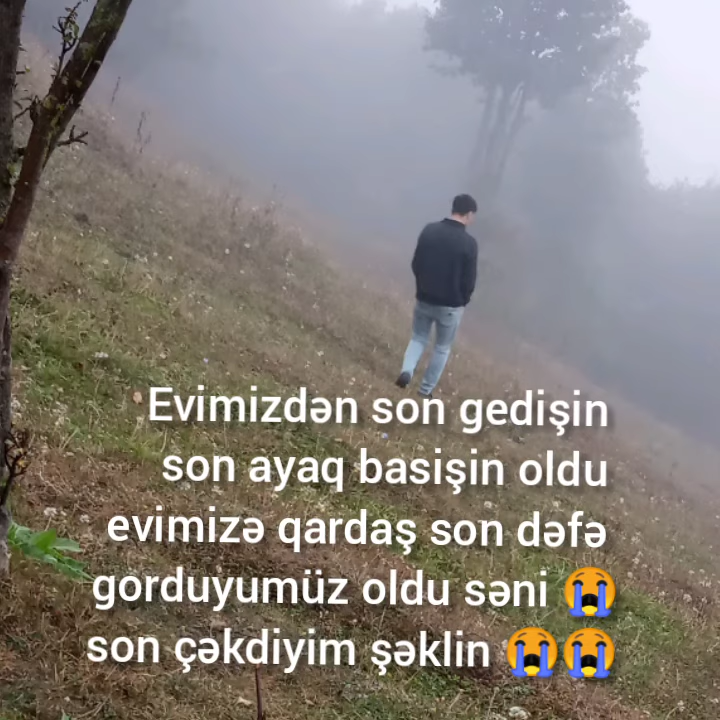 Evimizdən son gedişin
son ayaq basişin oldu
evimizə qardaş son dəfə
gorduyumüz oldu səni 😭
son çəkdiyim şəklin 😭😭